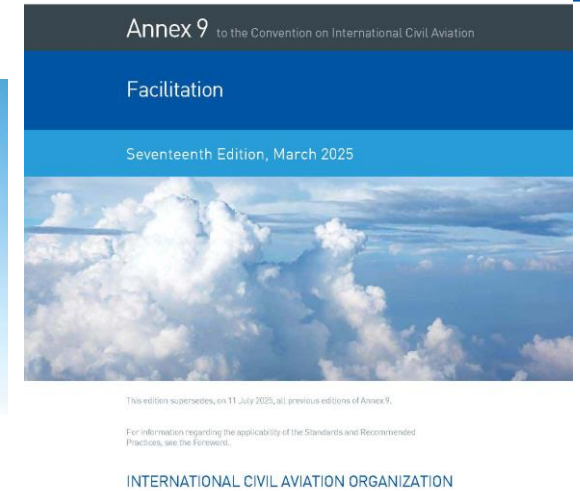 Annex 9 to the Convention on International Civil Aviation
Facilitation
Seventeenth Edition, March 2025
This edition supersedes, on 11 July 2025, all previous editions of Annex 9.
For information regarding the applicability of the Standards and Recommended
Practices, see the Foreword.
INTERNATIONAL CIVIL AVIATION ORGANIZATION